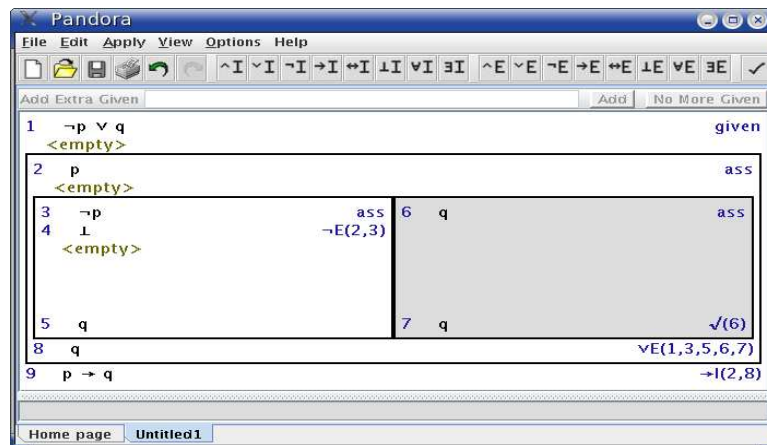 Pandora
File Edit Apply View Options Help
^I ˅I ¬I →I ↔I ⊥I ∀I ∃I ^E ˅E ¬E →E ↔E ⊥E ∀E ∃E ✓
Add Extra Given Add No More Given
1 ¬p ∨ q given
<empty>
2 p ass
<empty>
3 ¬p ass
4 ⊥ ¬E(2,3)
<empty>
5 q
6 q ass
7 q √(6)
8 q ∨E(1,3,5,6,7)
9 p → q →I(2,8)
Home page Untitled1